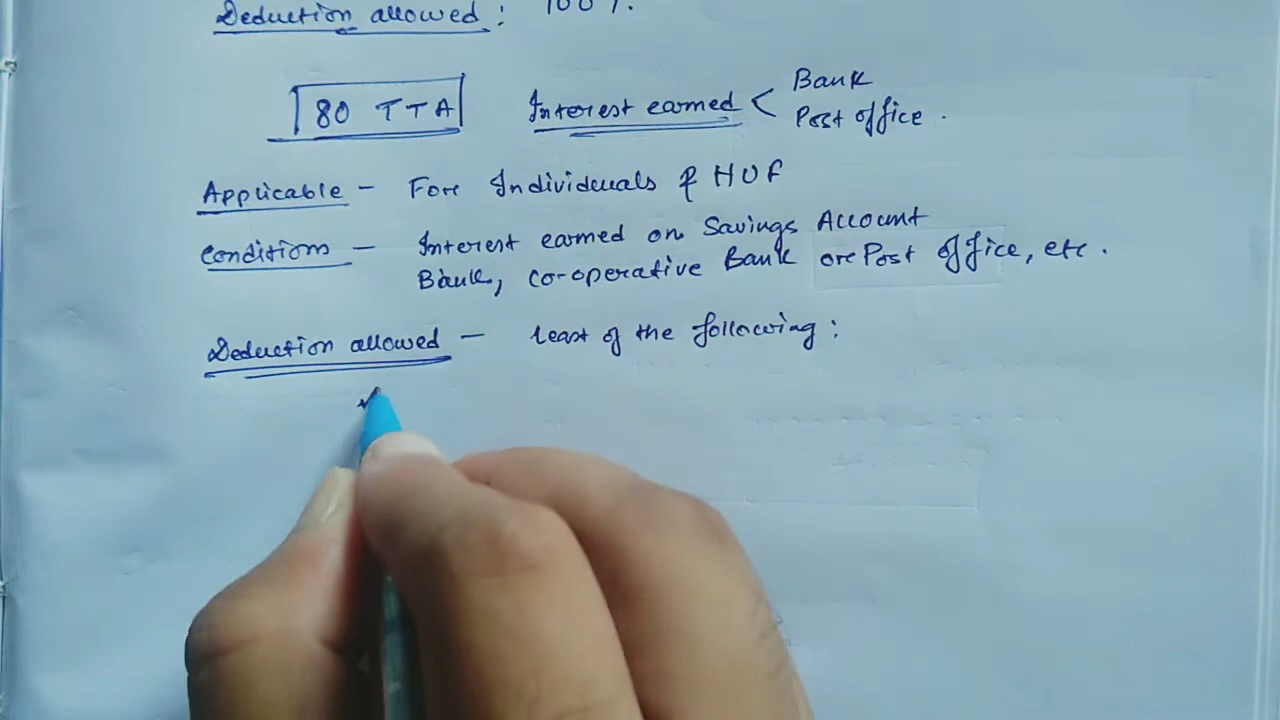 Deduction allowed : 100 %.
80 TTA Interest earned < Bank
Post office .
Applicable - For Individuals & HUF
Conditions - Interest earned on Savings Account
Bank, co-operative Bank or Post office, etc .
Deduction allowed - least of the following :